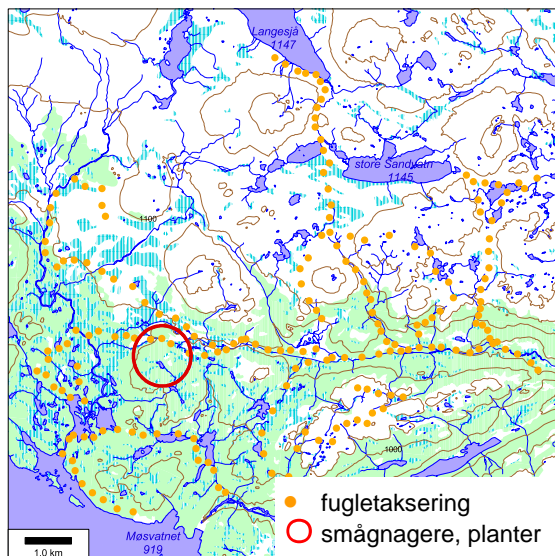 Langesjå
1147
store Sandvatn
1145
1100
1000
fugletaksering
smågnagere, planter
1.0 km
Møsvatnet
919